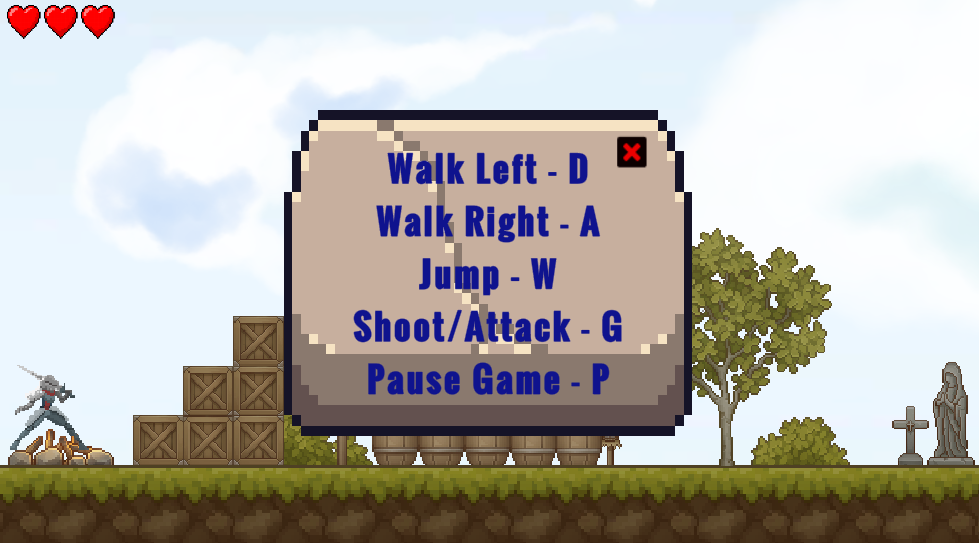 Walk Left - D
Walk Right - A
Jump - W
Shoot/Attack - G
Pause Game - P